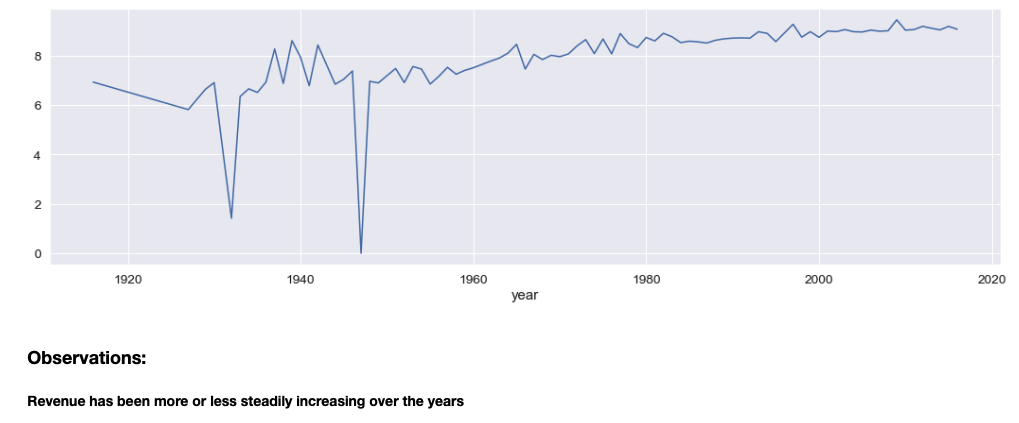 8
6
4
2
0
1920 1940 1960 1980 2000 2020
year
Observations:
Revenue has been more or less steadily increasing over the years